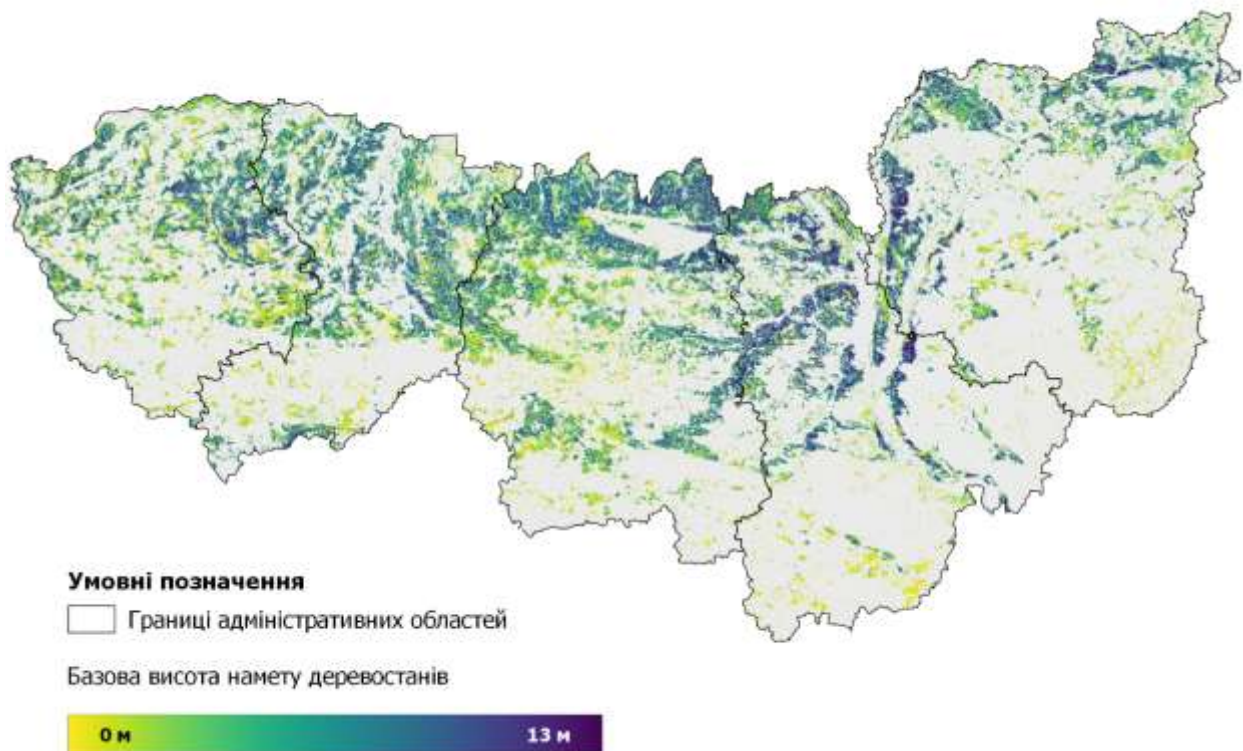 Умовні позначення
Границі адміністративних областей
Базова висота намету деревостанів
0 м 13 м